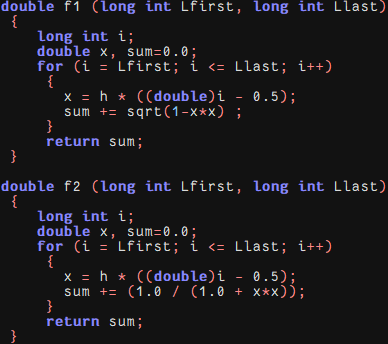 double f1 (long int Lfirst, long int Llast)
{
long int i;
double x, sum=0.0;
for (i = Lfirst; i <= Llast; i++)
{
x = h * ((double)i - 0.5);
sum += sqrt(1-x*x) ;
}
return sum;
}
double f2 (long int Lfirst, long int Llast)
{
long int i;
double x, sum=0.0;
for (i = Lfirst; i <= Llast; i++)
{
x = h * ((double)i - 0.5);
sum += (1.0 / (1.0 + x*x));
}
return sum;
}